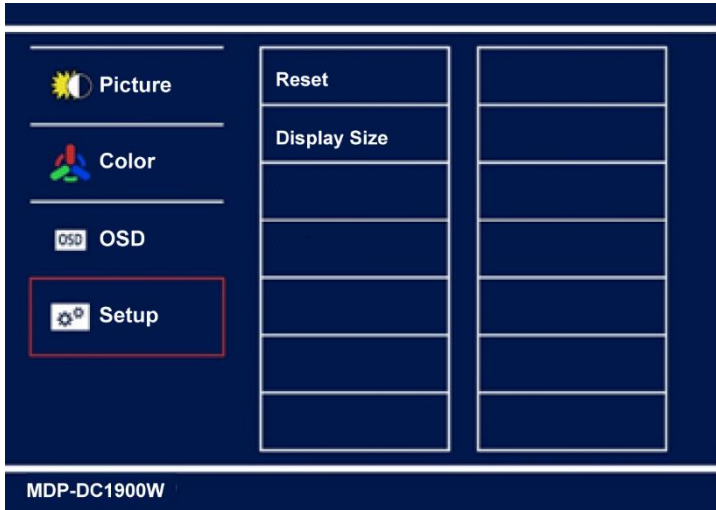 Picture
Color
OSD OSD
Setup
Reset
Display Size
MDP-DC1900W